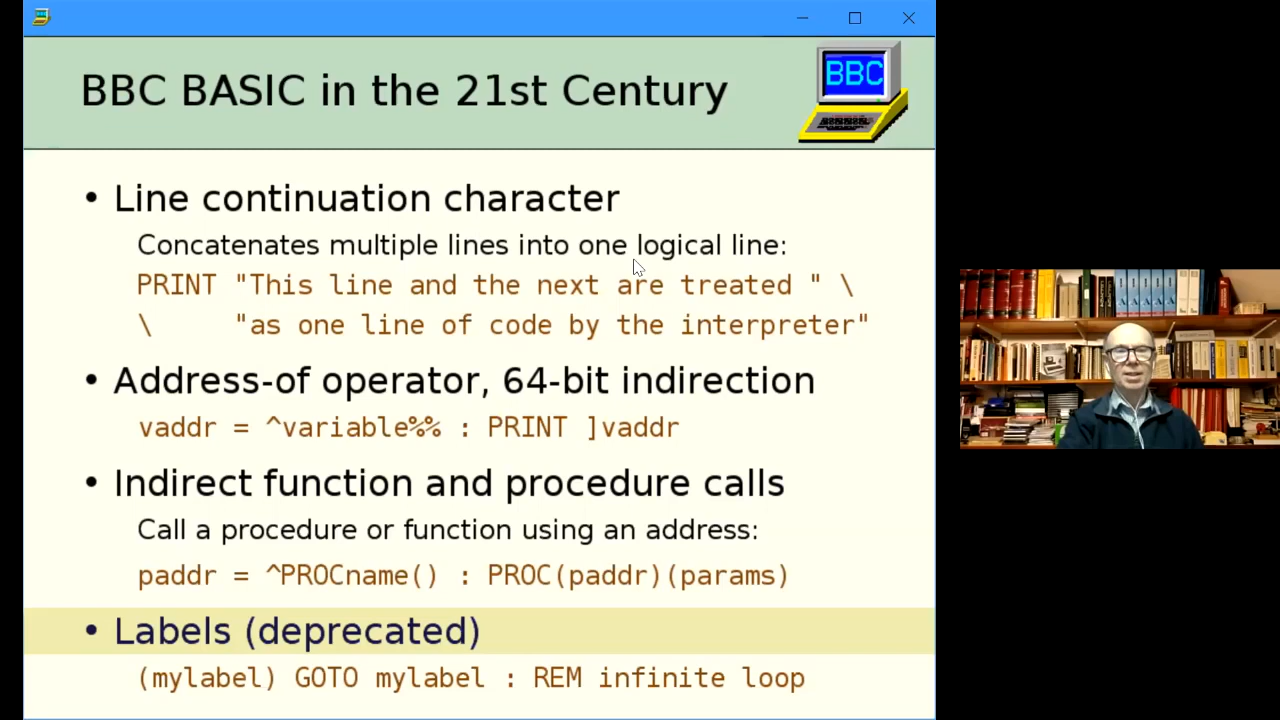 BBC BASIC in the 21st Century
BBC
• Line continuation character
Concatenates multiple lines into one logical line:
PRINT "This line and the next are treated " \
\     "as one line of code by the interpreter"
• Address-of operator, 64-bit indirection
vaddr = ^variable%% : PRINT ]vaddr
• Indirect function and procedure calls
Call a procedure or function using an address:
paddr = ^PROCname() : PROC(paddr)(params)
• Labels (deprecated)
(mylabel) GOTO mylabel : REM infinite loop